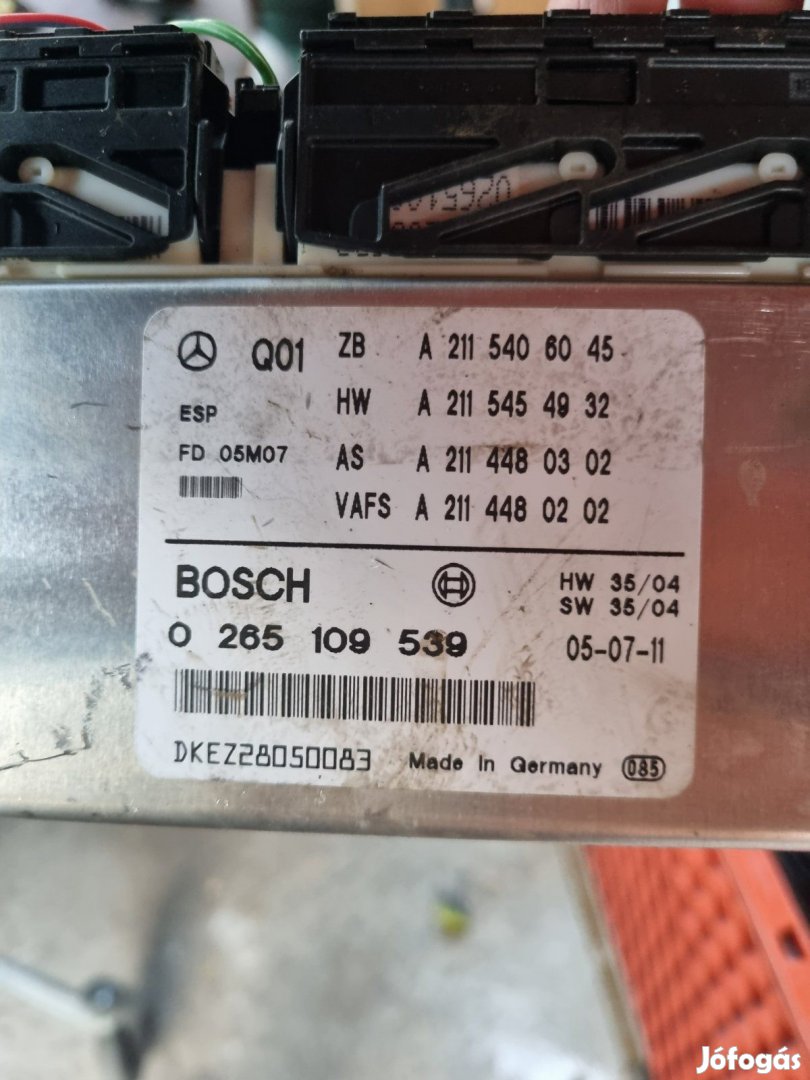 Q01 ZB A 211 540 60 45
ESP HW A 211 545 49 32
FD 05M07 AS A 211 448 03 02
VAFS A 211 448 02 02
BOSCH HW 35/04
SW 35/04
0 265 109 539 05-07-11
DKEZ28050083 Made In Germany 085
Jófogás